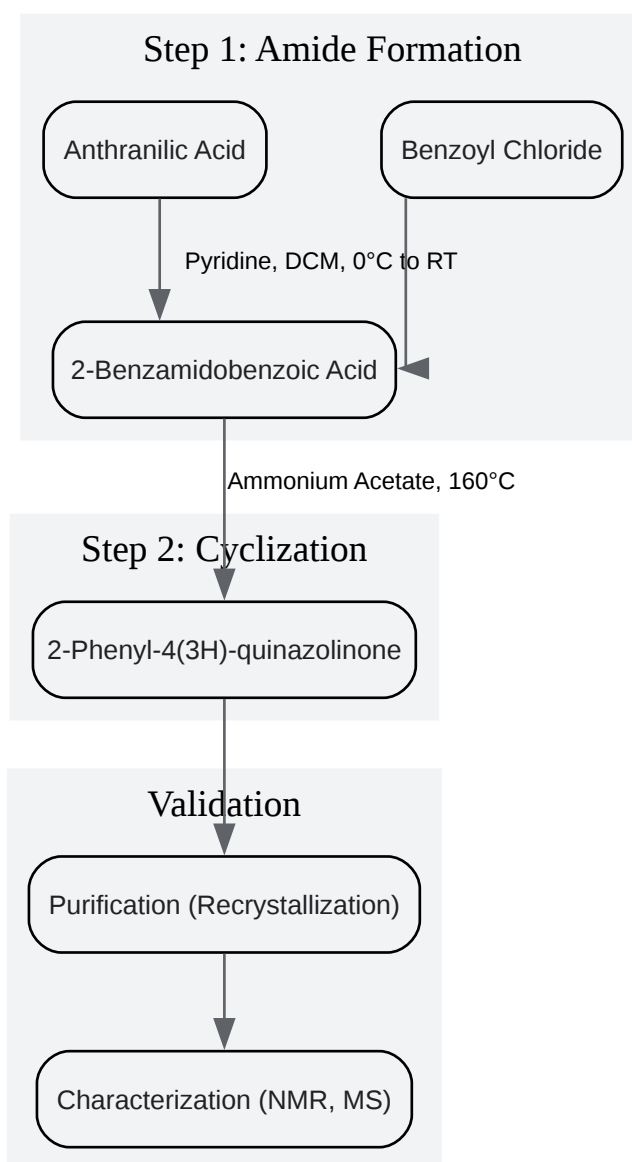 Step 1: Amide Formation
Anthranilic Acid
Benzoyl Chloride
Pyridine, DCM, 0°C to RT
2-Benzamidobenzoic Acid
Ammonium Acetate, 160°C
Step 2: Cyclization
2-Phenyl-4(3H)-quinazolinone
Validation
Purification (Recrystallization)
Characterization (NMR, MS)